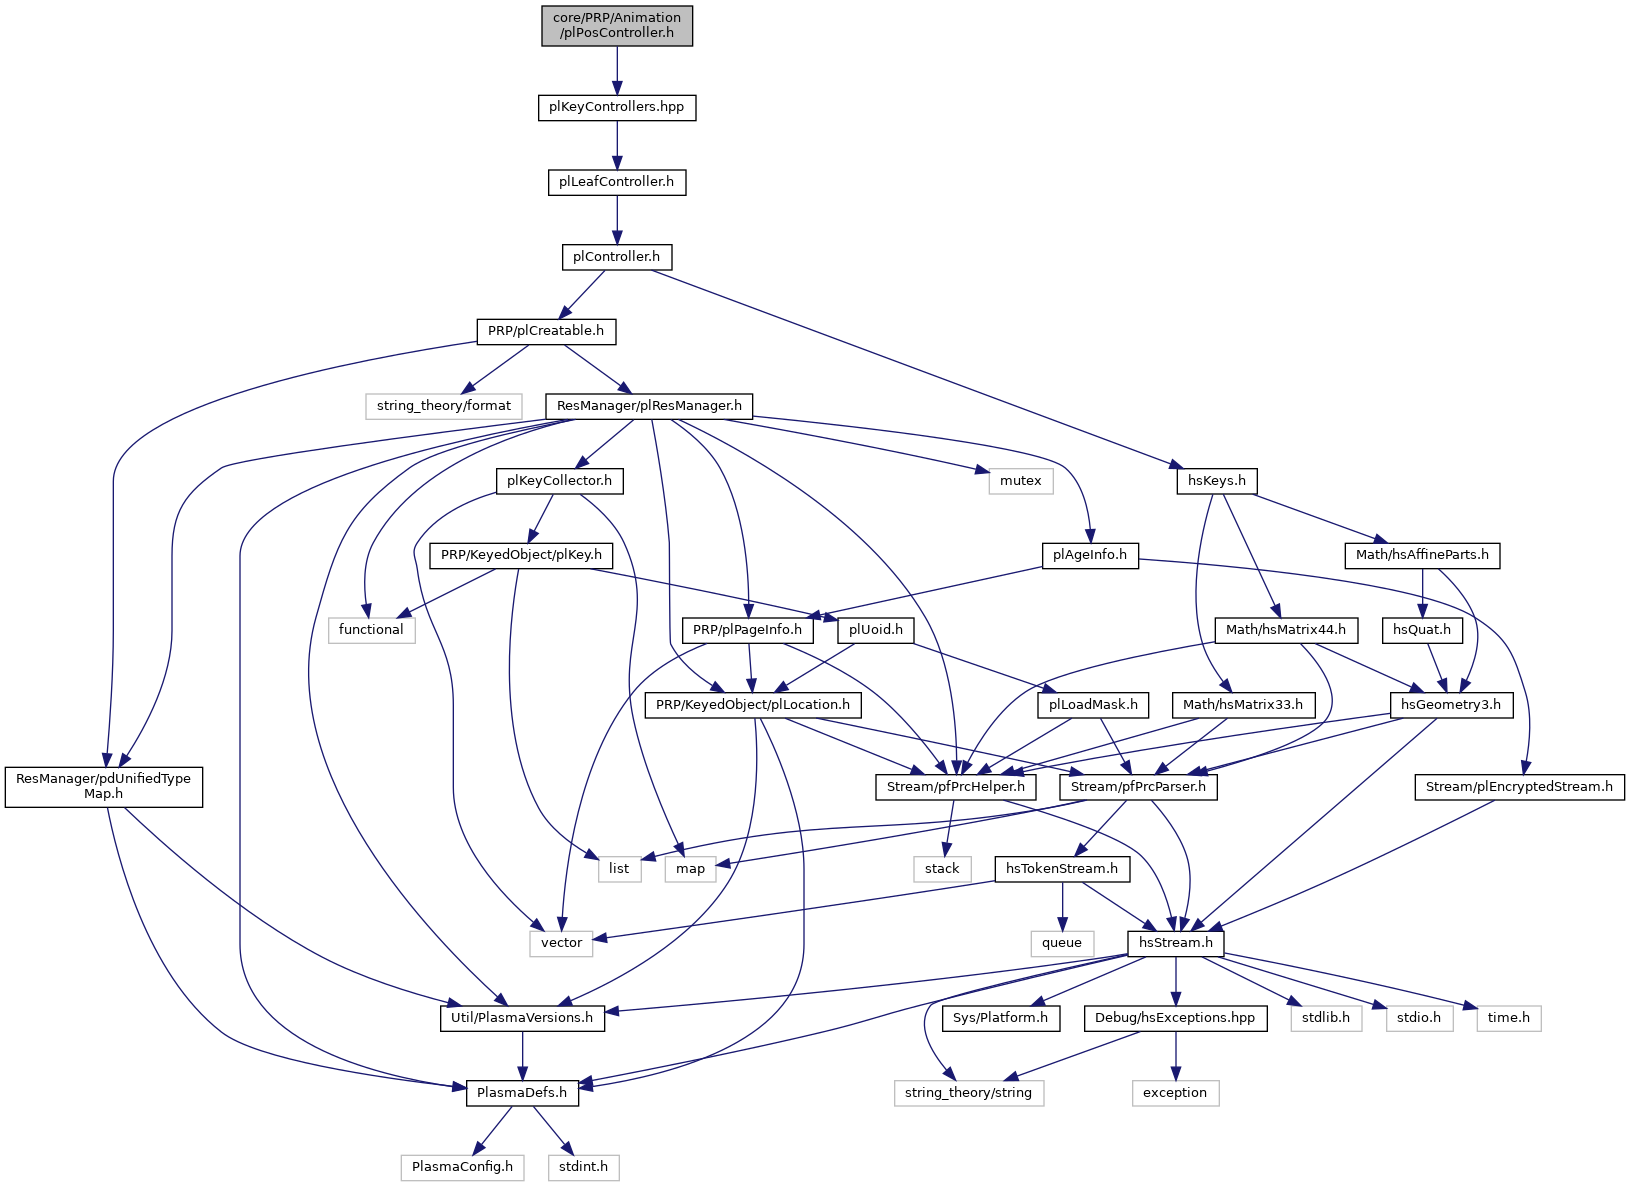 core/PRP/Animation
/plPosController.h
plKeyControllers.hpp
plLeafController.h
plController.h
PRP/plCreatable.h
string_theory/format
ResManager/plResManager.h
plKeyCollector.h
mutex
hsKeys.h
PRP/KeyedObject/plKey.h
plAgeInfo.h
Math/hsAffineParts.h
functional
PRP/plPageInfo.h
plUoid.h
Math/hsMatrix44.h
hsQuat.h
PRP/KeyedObject/plLocation.h
plLoadMask.h
Math/hsMatrix33.h
hsGeometry3.h
ResManager/pdUnifiedType
Map.h
Stream/pfPrcHelper.h
Stream/pfPrcParser.h
Stream/plEncryptedStream.h
list
map
stack
hsTokenStream.h
vector
queue
hsStream.h
Util/PlasmaVersions.h
Sys/Platform.h
Debug/hsExceptions.hpp
stdlib.h
stdio.h
time.h
PlasmaDefs.h
string_theory/string
exception
PlasmaConfig.h
stdint.h